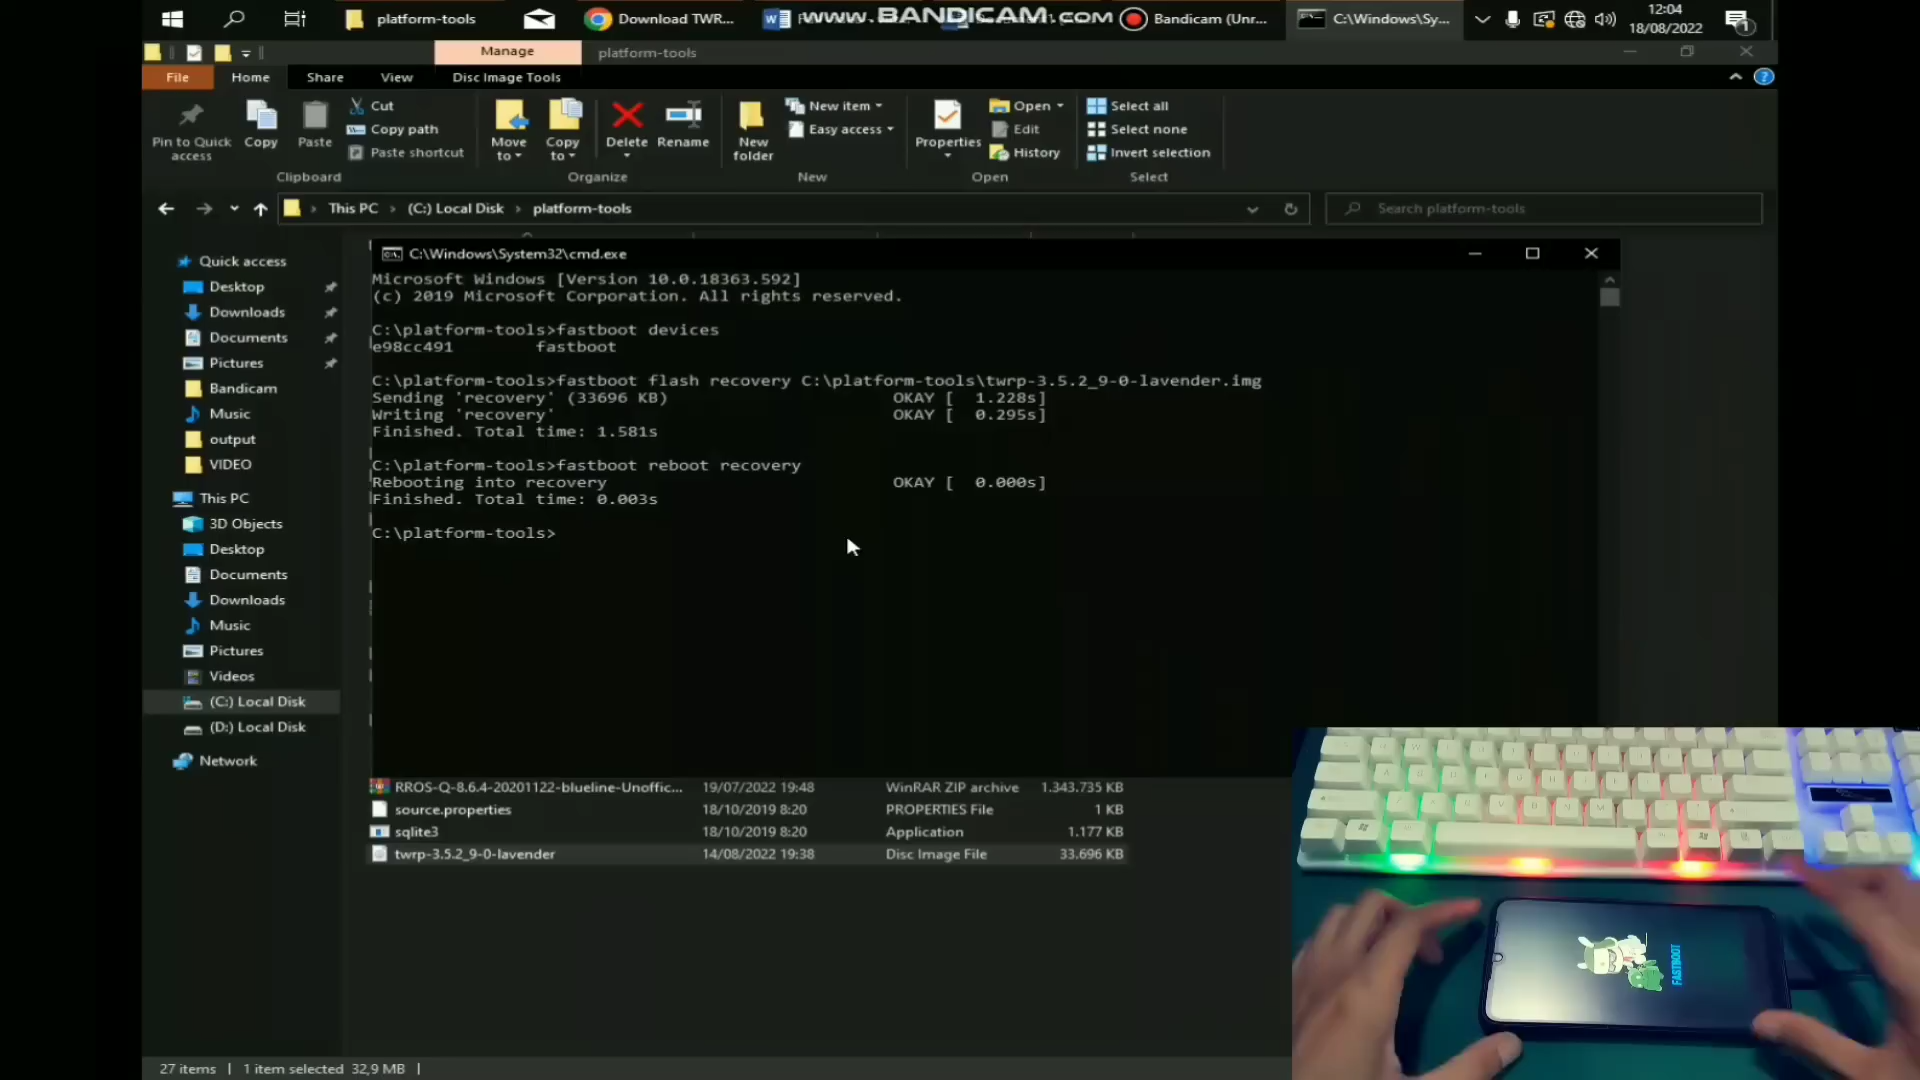 platform-tools
Download TWR...
www.BANDICAM.com
Bandicam (Unr...
C:\Windows\Sy...
12:04
18/08/2022
1
Manage
platform-tools
File
Home
Share
View
Disc Image Tools
Pin to Quick access
Copy
Paste
Cut
Copy path
Paste shortcut
Clipboard
Move to
Copy to
Delete
Rename
Organize
New folder
New item
Easy access
New
Properties
Open
Edit
History
Open
Select all
Select none
Invert selection
Select
This PC
(C:) Local Disk
platform-tools
Search platform-tools
Quick access
Desktop
Downloads
Documents
Pictures
Bandicam
Music
output
VIDEO
This PC
3D Objects
Desktop
Documents
Downloads
Music
Pictures
Videos
(C:) Local Disk
(D:) Local Disk
Network
C:\Windows\System32\cmd.exe
Microsoft Windows [Version 10.0.18363.592]
(c) 2019 Microsoft Corporation. All rights reserved.
C:\platform-tools>fastboot devices
e98cc491 fastboot
C:\platform-tools>fastboot flash recovery C:\platform-tools\twrp-3.5.2_9-0-lavender.img
Sending 'recovery' (33696 KB) OKAY [ 1.228s]
Writing 'recovery' OKAY [ 0.295s]
Finished. Total time: 1.581s
C:\platform-tools>fastboot reboot recovery
Rebooting into recovery OKAY [ 0.000s]
Finished. Total time: 0.003s
C:\platform-tools>
RROS-Q-8.6.4-20201122-blueline-Unoffic... 19/07/2022 19:48 WinRAR ZIP archive 1.343.735 KB
source.properties 18/10/2019 8:20 PROPERTIES File 1 KB
sqlite3 18/10/2019 8:20 Application 1.177 KB
twrp-3.5.2_9-0-lavender 14/08/2022 19:38 Disc Image File 33.696 KB
27 items
1 item selected 32,9 MB
FASTBOOT